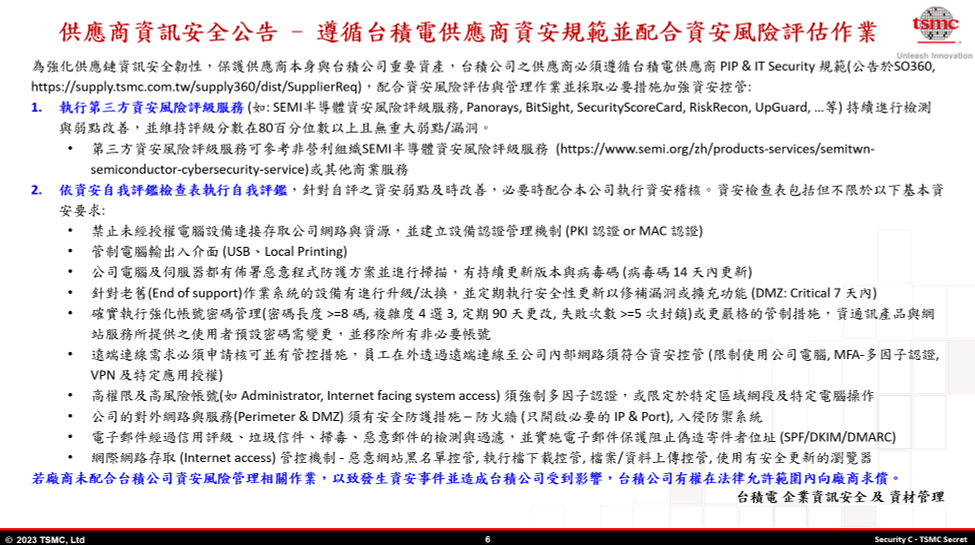 供應商資訊安全公告 – 遵循台積電供應商資安規範並配合資安風險評估作業
tsmc
Unleash Innovation
為強化供應鏈資訊安全韌性，保護供應商本身與台積公司重要資產，台積公司之供應商必須遵循台積電供應商 PIP & IT Security 規範(公告於SO360,
https://supply.tsmc.com.tw/supply360/dist/SupplierReq)，配合資安風險評估與管理作業並採取必要措施加強資安控管:
1. 執行第三方資安風險評級服務 (如: SEMI半導體資安風險評級服務, Panorays, BitSight, SecurityScoreCard, RiskRecon, UpGuard, …等) 持續進行檢測
與弱點改善，並維持評級分數在80百分位數以上且無重大弱點/漏洞。
• 第三方資安風險評級服務可參考非營利組織SEMI半導體資安風險評級服務 (https://www.semi.org/zh/products-services/semitwn-
semiconductor-cybersecurity-service)或其他商業服務
2. 依資安自我評鑑檢查表執行自我評鑑，針對自評之資安弱點及時改善，必要時配合本公司執行資安稽核。資安檢查表包括但不限於以下基本資
安要求:
• 禁止未經授權電腦設備連接存取公司網路與資源，並建立設備認證管理機制 (PKI 認證 or MAC 認證)
• 管制電腦輸出入介面 (USB、Local Printing)
• 公司電腦及伺服器都有佈署惡意程式防護方案並進行掃描，有持續更新版本與病毒碼 (病毒碼 14 天內更新)
• 針對老舊(End of support)作業系統的設備有進行升級/汰換，並定期執行安全性更新以修補漏洞或擴充功能 (DMZ: Critical 7 天內)
• 確實執行強化帳號密碼管理(密碼長度 >=8 碼, 複雜度 4 選 3, 定期 90 天更改, 失敗次數 >=5 次封鎖)或更嚴格的管制措施，資通訊產品與網
站服務所提供之使用者預設密碼需變更，並移除所有非必要帳號
• 遠端連線需求必須申請核可並有管控措施，員工在外透過遠端連線至公司內部網路須符合資安控管 (限制使用公司電腦, MFA-多因子認證,
VPN 及特定應用授權)
• 高權限及高風險帳號(如 Administrator, Internet facing system access) 須強制多因子認證，或限定於特定區域網段及特定電腦操作
• 公司的對外網路與服務(Perimeter & DMZ) 須有安全防護措施 – 防火牆 (只開啟必要的 IP & Port), 入侵防禦系統
• 電子郵件經過信用評級、垃圾信件、掃毒、惡意郵件的檢測與過濾，並實施電子郵件保護阻止偽造寄件者位址 (SPF/DKIM/DMARC)
• 網際網路存取 (Internet access) 管控機制 - 惡意網站黑名單控管, 執行檔下載控管, 檔案/資料上傳控管, 使用有安全更新的瀏覽器
若廠商未配合台積公司資安風險管理相關作業，以致發生資安事件並造成台積公司受到影響，台積公司有權在法律允許範圍內向廠商求償。
台積電 企業資訊安全 及 資材管理
© 2023 TSMC, Ltd
6
Security C - TSMC Secret